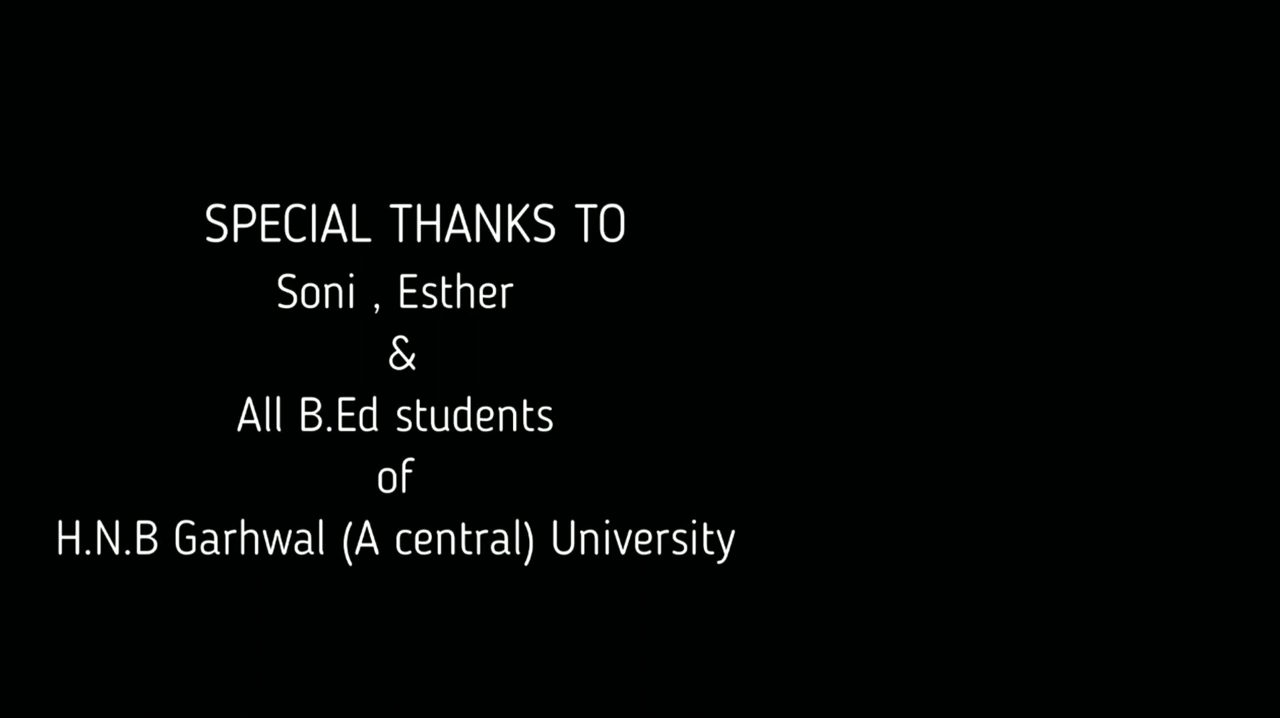 SPECIAL THANKS TO
Soni , Esther
&
All B.Ed students
of
H.N.B Garhwal (A central) University